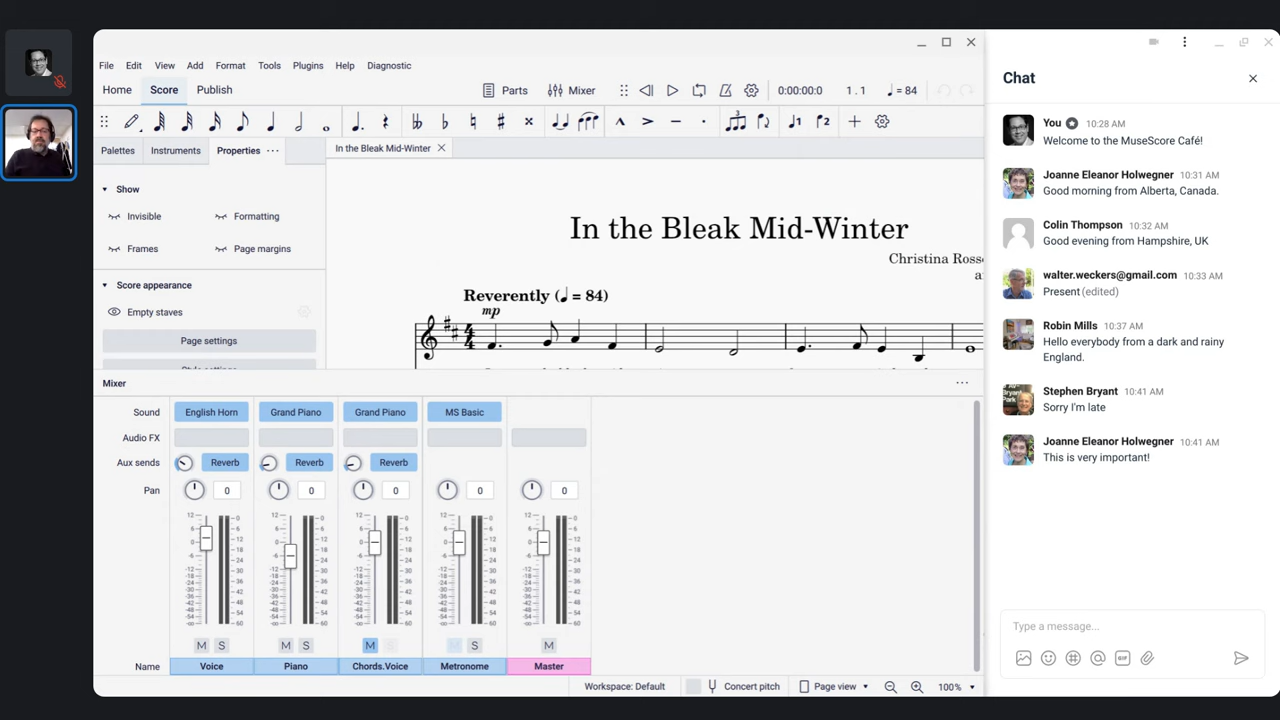 File Edit View Add Format Tools Plugins Help Diagnostic
Home Score Publish Parts Mixer 0:00:00:0 1 . 1 = 84
Palettes Instruments Properties
In the Bleak Mid-Winter
Show
Invisible Formatting
Frames Page margins
Score appearance
Empty staves
Page settings
In the Bleak Mid-Winter
Christina Ross
Reverently (♩ = 84)
mp
Mixer
Sound English Horn Grand Piano Grand Piano MS Basic
Audio FX
Aux sends Reverb Reverb Reverb
Pan 0 0 0 0 0
M S M S M S S M
Name Voice Piano Chords.Voice Metronome Master
Workspace: Default Concert pitch Page view 100%
Chat
You 10:28 AM
Welcome to the MuseScore Café!
Joanne Eleanor Holwegner 10:31 AM
Good morning from Alberta, Canada.
Colin Thompson 10:32 AM
Good evening from Hampshire, UK
walter.weckers@gmail.com 10:33 AM
Present (edited)
Robin Mills 10:37 AM
Hello everybody from a dark and rainy
England.
Stephen Bryant 10:41 AM
Sorry I'm late
Joanne Eleanor Holwegner 10:41 AM
This is very important!
Type a message...
GIF